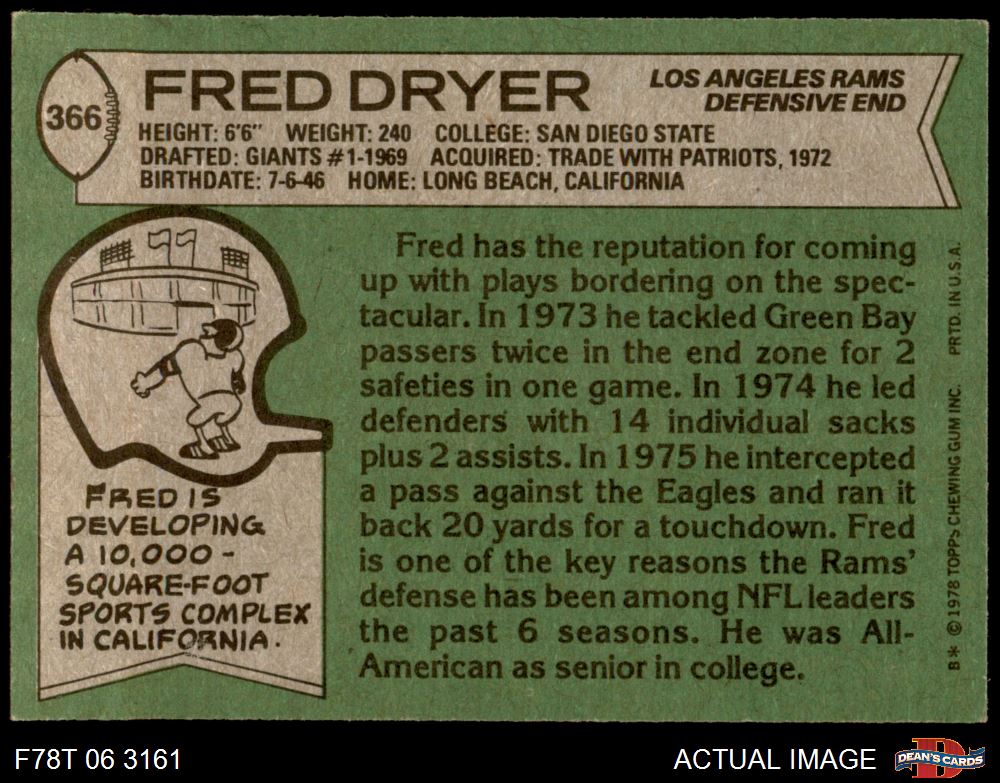 366
FRED DRYER
LOS ANGELES RAMS
DEFENSIVE END
HEIGHT: 6'6" WEIGHT: 240 COLLEGE: SAN DIEGO STATE
DRAFTED: GIANTS #1-1969 ACQUIRED: TRADE WITH PATRIOTS, 1972
BIRTHDATE: 7-6-46 HOME: LONG BEACH, CALIFORNIA
Fred has the reputation for coming
up with plays bordering on the spec-
tacular. In 1973 he tackled Green Bay
passers twice in the end zone for 2
safeties in one game. In 1974 he led
defenders with 14 individual sacks
plus 2 assists. In 1975 he intercepted
a pass against the Eagles and ran it
back 20 yards for a touchdown. Fred
is one of the key reasons the Rams'
defense has been among NFL leaders
the past 6 seasons. He was All-
American as senior in college.
FRED IS
DEVELOPING
A 10,000-
SQUARE-FOOT
SPORTS COMPLEX
IN CALIFORNIA.
B* © 1978 TOPPS CHEWING GUM INC. PRTD. IN U.S.A.
F78T 06 3161
ACTUAL IMAGE
D
DEAN'S CARDS